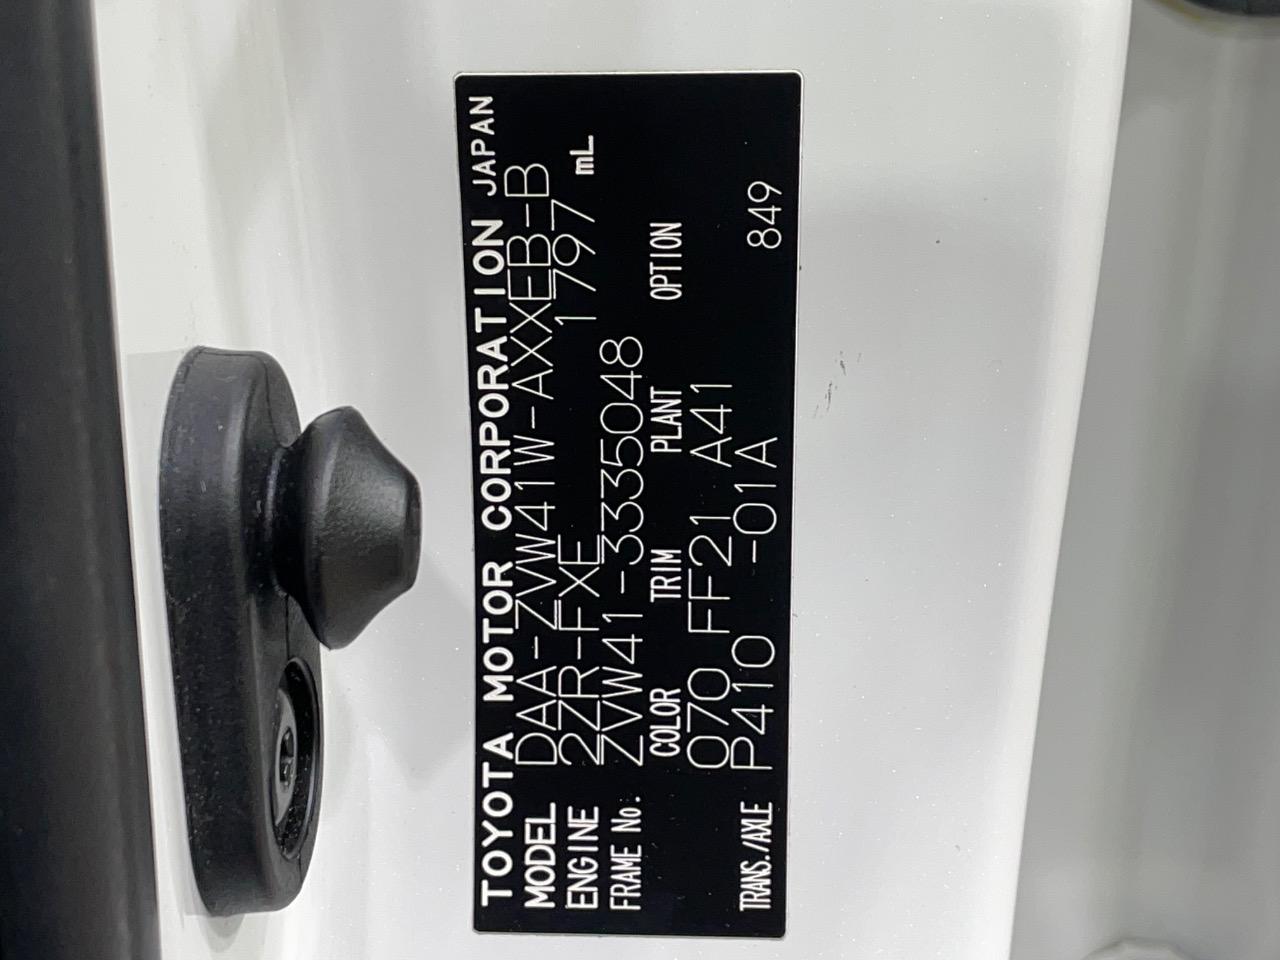 TOYOTA MOTOR CORPORATION JAPAN
MODEL DAA-ZVW41W-AXXEB-B
ENGINE 2ZR-FXE 1797 mL
FRAME No. ZVW41-3335048
COLOR TRIM PLANT OPTION
070 FF21 A41
TRANS./AXLE P410 -01A 849